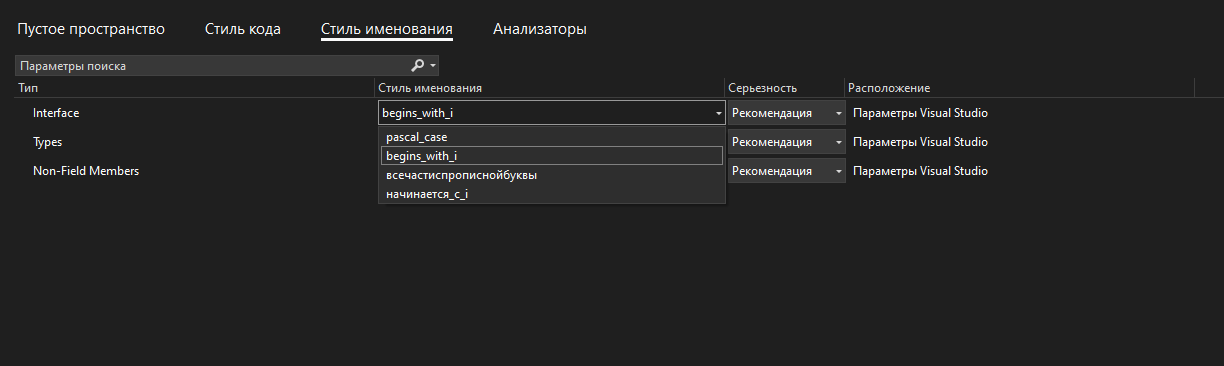 Пустое пространство Стиль кода Стиль именования Анализаторы
Параметры поиска
Тип Стиль именования Серьезность Расположение
Interface begins_with_i Рекомендация Параметры Visual Studio
pascal_case
Types Рекомендация Параметры Visual Studio
begins_with_i
Non-Field Members Рекомендация Параметры Visual Studio
всечастиспрописнойбуквы
начинается_с_i